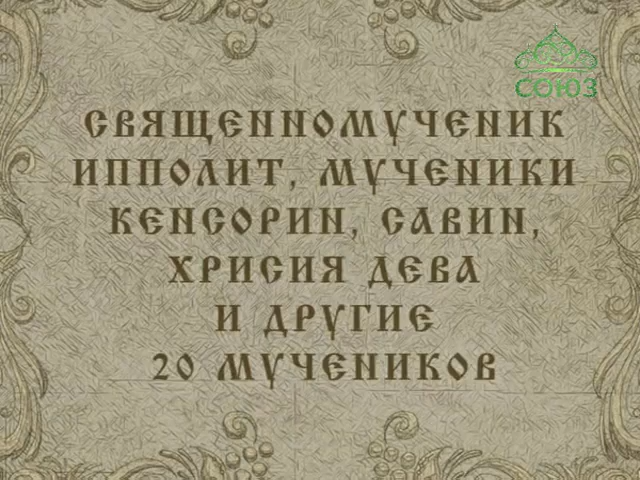 СОЮЗ
СВЯЩЕННОМУЧЕНИК
ИППОЛИТ, МУЧЕНИКИ
КЕНСОРИН, САВИН,
ХРИСИЯ ДЕВА
И ДРУГИЕ
20 МУЧЕНИКОВ